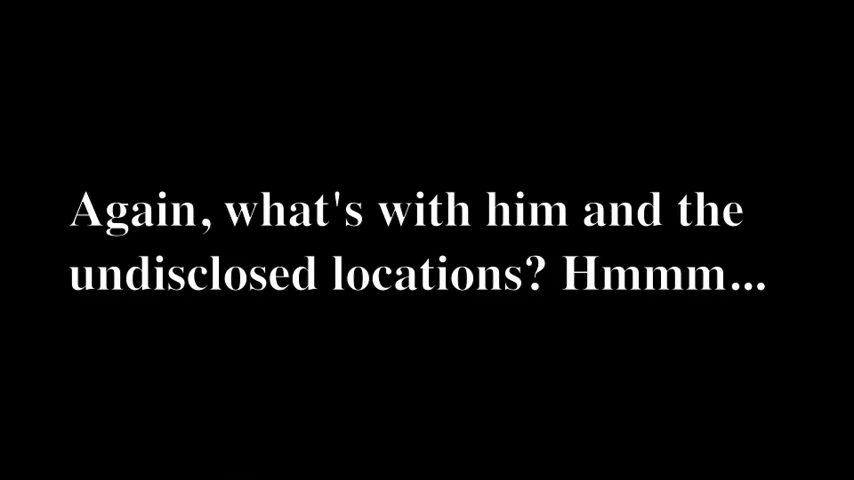 Again, what's with him and the
undisclosed locations? Hmmm...